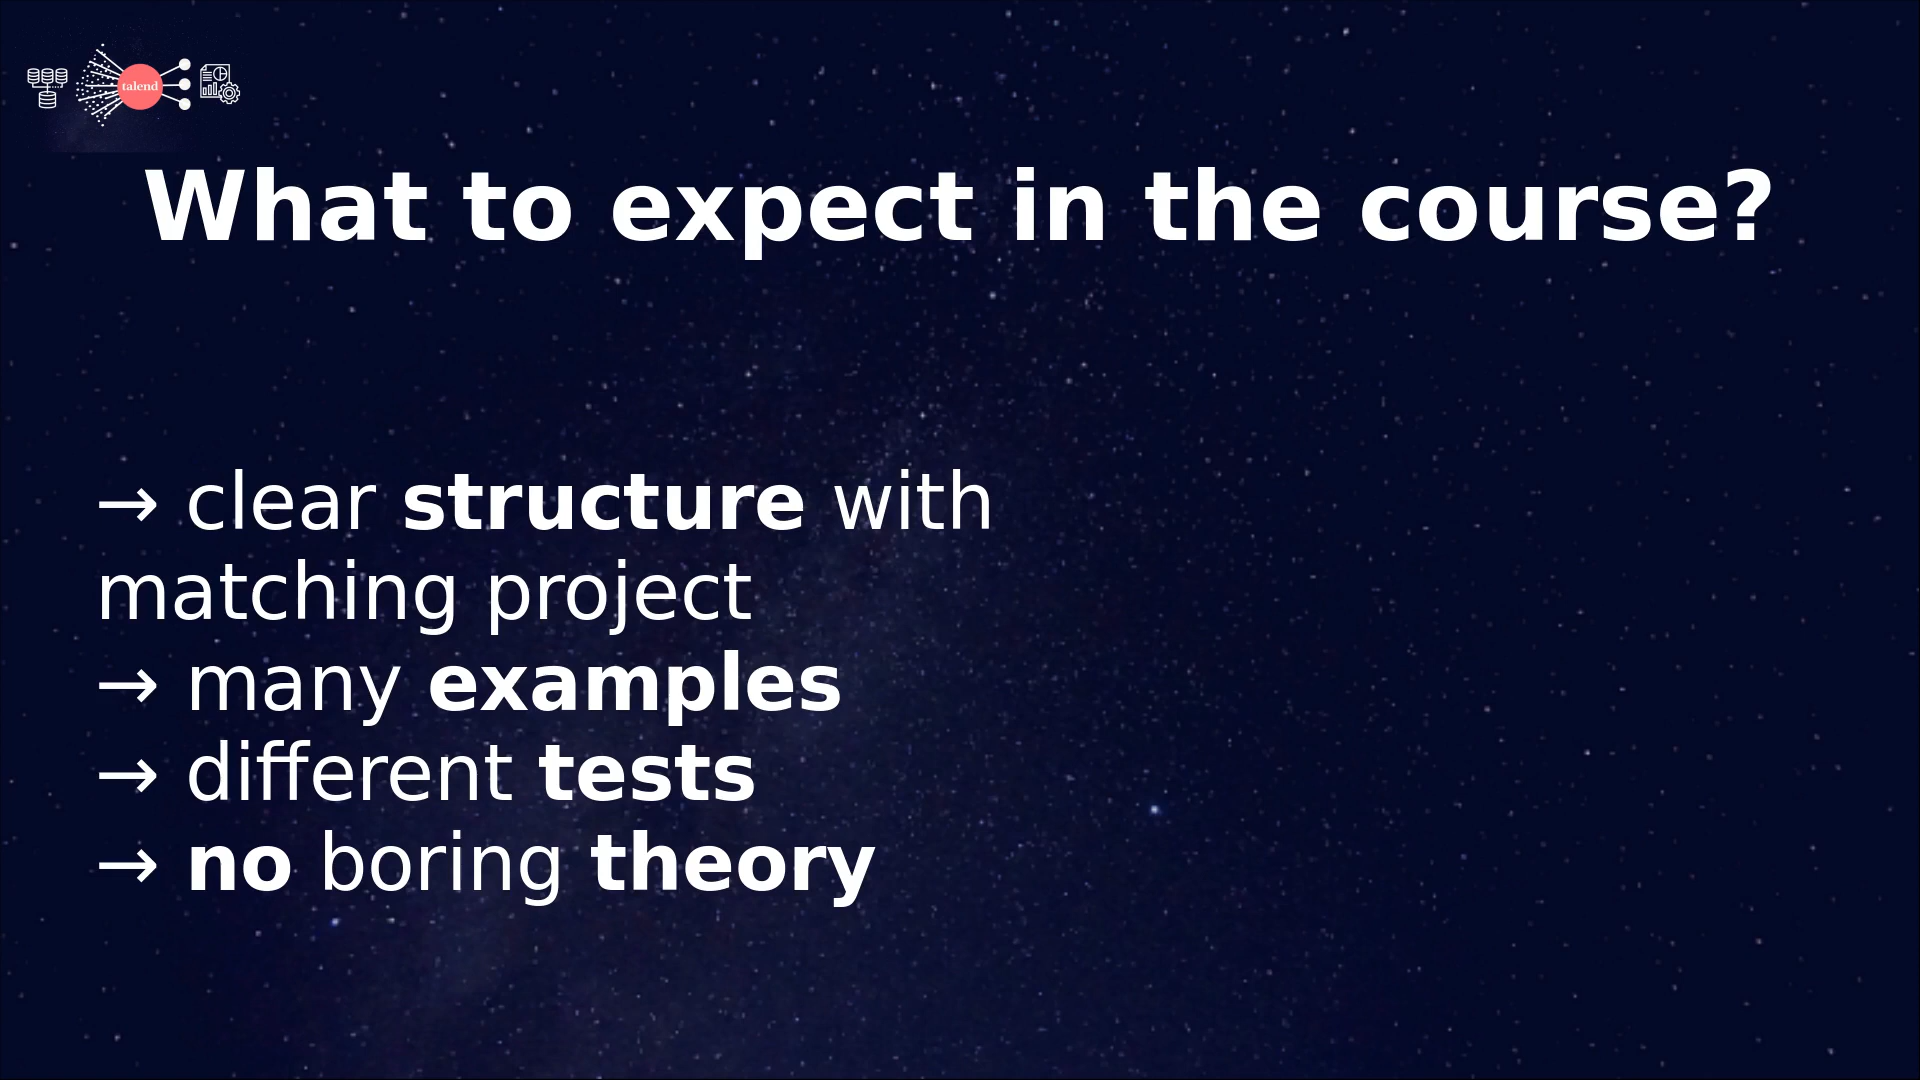 talend
What to expect in the course?
→ clear structure with
matching project
→ many examples
→ different tests
→ no boring theory